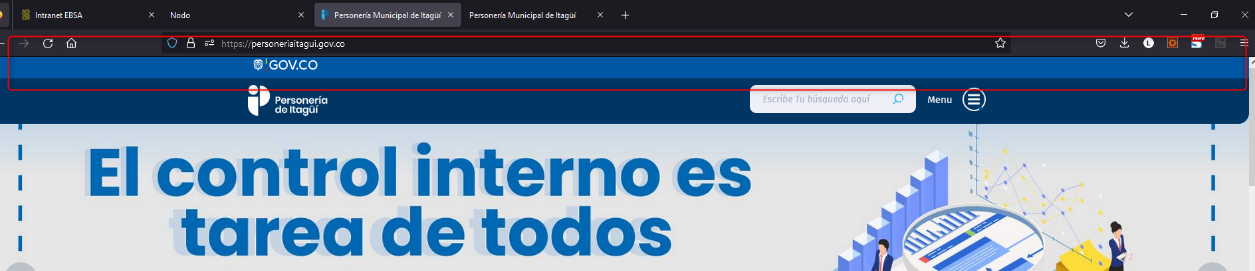 Intranet EBSA
Nodo
Personería Municipal de Itagüí
Personería Municipal de Itagüí
https://personeriaitagui.gov.co
GOV.CO
Personería
de Itagüí
Escribe Tu búsqueda aquí
Menu
El control interno es
tarea de todos